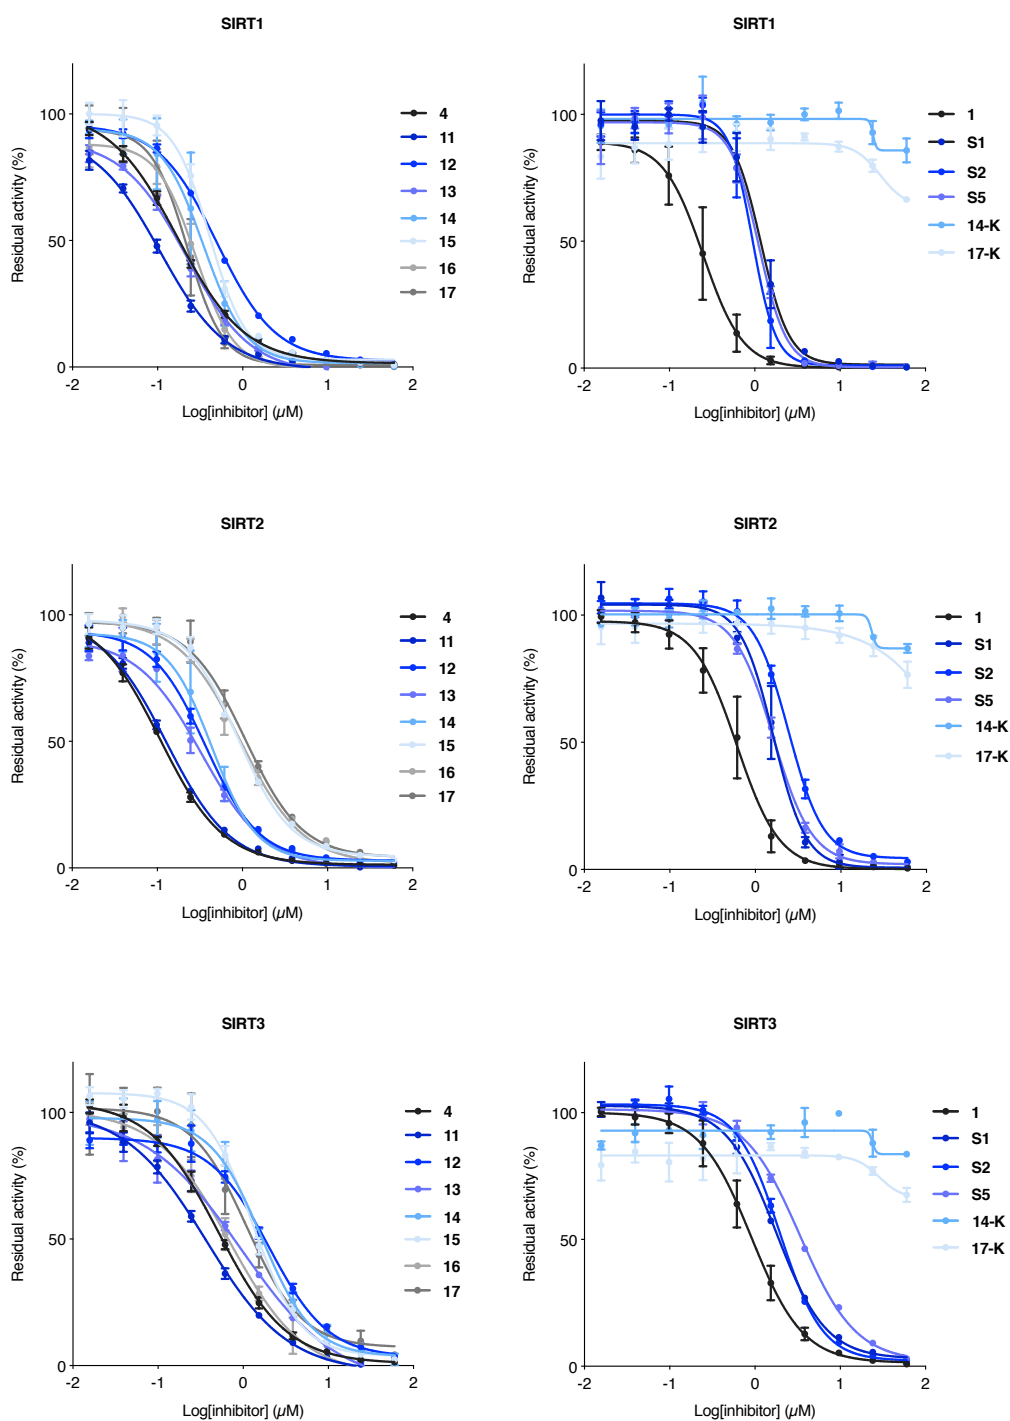 SIRT1
Residual activity (%)
100
50
0
-2
-1
0
1
2
Log[inhibitor] (µM)
4
11
12
13
14
15
16
17
SIRT1
Residual activity (%)
100
50
0
-2
-1
0
1
2
Log[inhibitor] (µM)
1
S1
S2
S5
14-K
17-K
SIRT2
Residual activity (%)
100
50
0
-2
-1
0
1
2
Log[inhibitor] (µM)
4
11
12
13
14
15
16
17
SIRT2
Residual activity (%)
100
50
0
-2
-1
0
1
2
Log[inhibitor] (µM)
1
S1
S2
S5
14-K
17-K
SIRT3
Residual activity (%)
100
50
0
-2
-1
0
1
2
Log[inhibitor] (µM)
4
11
12
13
14
15
16
17
SIRT3
Residual activity (%)
100
50
0
-2
-1
0
1
2
Log[inhibitor] (µM)
1
S1
S2
S5
14-K
17-K